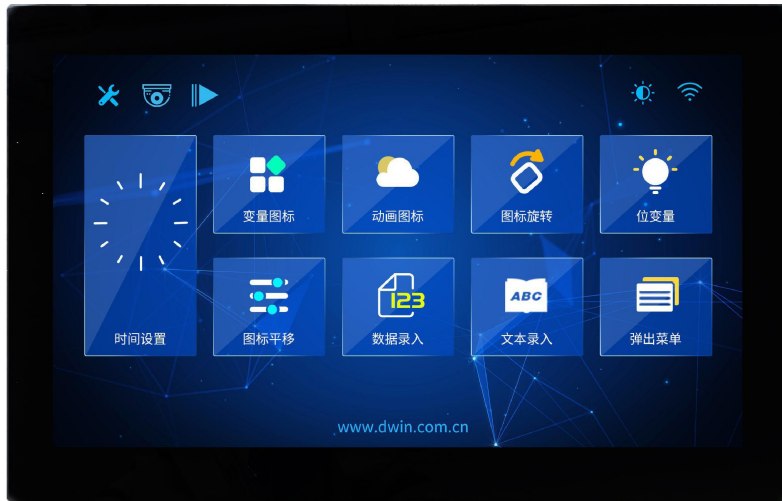 变量图标
动画图标
图标旋转
位变量
时间设置
图标平移
123
数据录入
ABC
文本录入
弹出菜单
www.dwin.com.cn